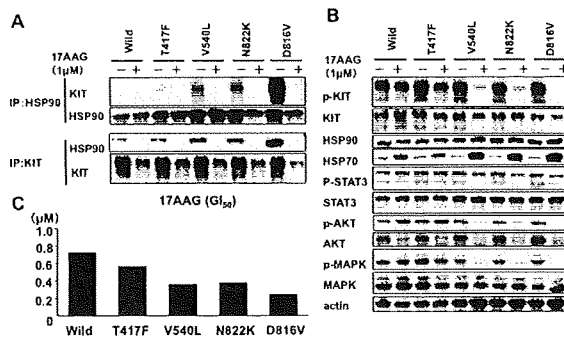 A
Wild T417F V540L N822K D816V
17AAG
(1μM) − + − + − + − + − +
IP:HSP90
KIT
HSP90
IP:KIT
HSP90
KIT
C
17AAG (GI50)
(μM)
1.0
0.8
0.6
0.4
0.2
0
Wild T417F V540L N822K D816V
B
Wild T417F V540L N822K D816V
17AAG
(1μM) − + − + − + − + − +
p-KIT
KIT
HSP90
HSP70
P-STAT3
STAT3
p-AKT
AKT
p-MAPK
MAPK
actin